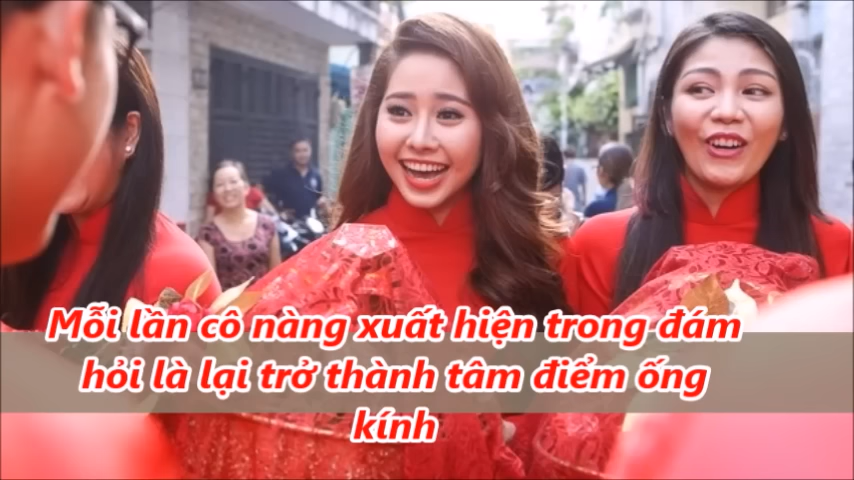 Mỗi lần cô nàng xuất hiện trong đám
hỏi là lại trở thành tâm điểm ống
kính